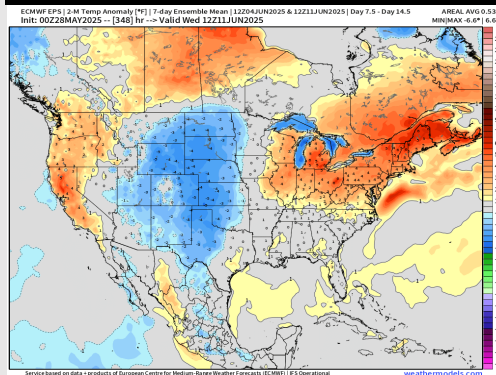 ECMWF EPS | 2-M Temp Anomaly [°F] | 7-day Ensemble Mean | 12Z04JUN2025 & 12Z11JUN2025 | Day 7.5 - Day 14.5
AREAL AVG 0.53
Init: 00Z28MAY2025 -- [348] hr --> Valid Wed 12Z11JUN2025
MIN|MAX -6.6° | 6.6
Service based on data + products of European Centre for Medium-Range Weather Forecasts (ECMWF) | IFS Operational
weathermodels.com